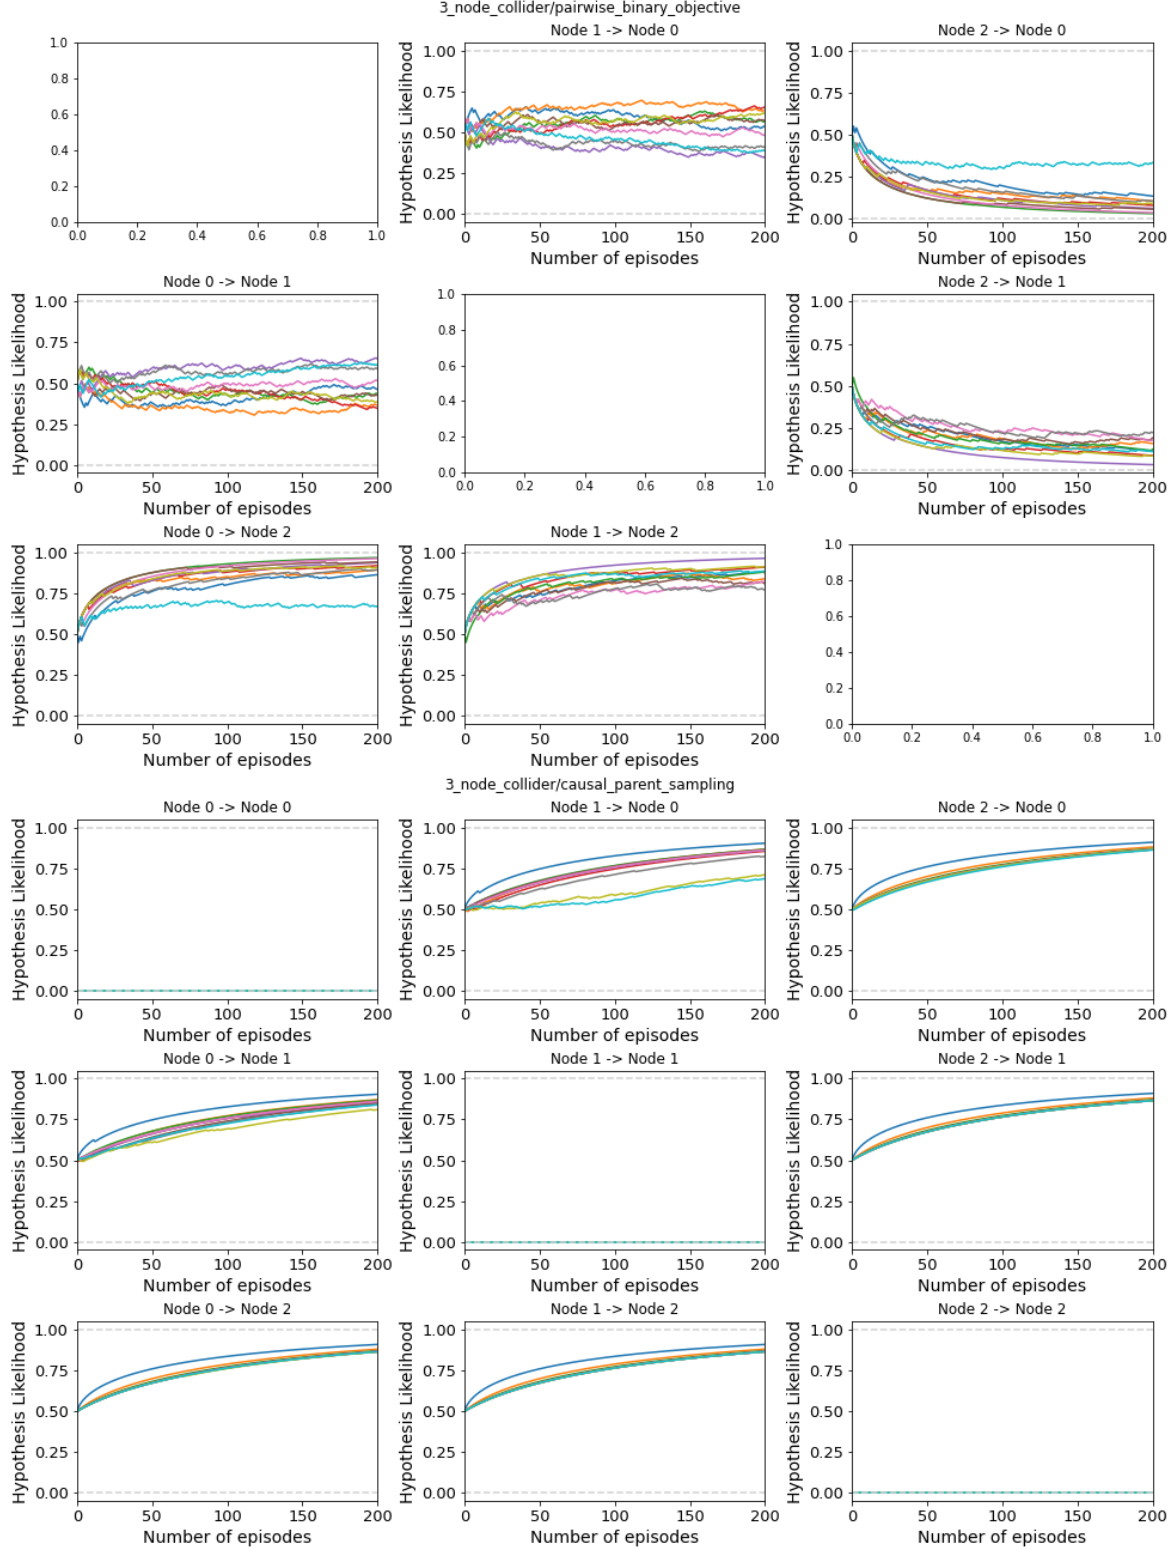 3_node_collider/pairwise_binary_objective
Node 1 -> Node 0
Node 2 -> Node 0
1.0
0.8
0.6
0.4
0.2
0.0
0.0 0.2 0.4 0.6 0.8 1.0
Hypothesis Likelihood
1.00
0.75
0.50
0.25
0.00
0 50 100 150 200
Number of episodes
Hypothesis Likelihood
1.00
0.75
0.50
0.25
0.00
0 50 100 150 200
Number of episodes
Node 0 -> Node 1
Node 2 -> Node 1
Hypothesis Likelihood
1.00
0.75
0.50
0.25
0.00
0 50 100 150 200
Number of episodes
1.0
0.8
0.6
0.4
0.2
0.0
0.0 0.2 0.4 0.6 0.8 1.0
Hypothesis Likelihood
1.00
0.75
0.50
0.25
0.00
0 50 100 150 200
Number of episodes
Node 0 -> Node 2
Node 1 -> Node 2
Hypothesis Likelihood
1.00
0.75
0.50
0.25
0.00
0 50 100 150 200
Number of episodes
Hypothesis Likelihood
1.00
0.75
0.50
0.25
0.00
0 50 100 150 200
Number of episodes
1.0
0.8
0.6
0.4
0.2
0.0
0.0 0.2 0.4 0.6 0.8 1.0
3_node_collider/causal_parent_sampling
Node 0 -> Node 0
Node 1 -> Node 0
Node 2 -> Node 0
Hypothesis Likelihood
1.00
0.75
0.50
0.25
0.00
0 50 100 150 200
Number of episodes
Hypothesis Likelihood
1.00
0.75
0.50
0.25
0.00
0 50 100 150 200
Number of episodes
Hypothesis Likelihood
1.00
0.75
0.50
0.25
0.00
0 50 100 150 200
Number of episodes
Node 0 -> Node 1
Node 1 -> Node 1
Node 2 -> Node 1
Hypothesis Likelihood
1.00
0.75
0.50
0.25
0.00
0 50 100 150 200
Number of episodes
Hypothesis Likelihood
1.00
0.75
0.50
0.25
0.00
0 50 100 150 200
Number of episodes
Hypothesis Likelihood
1.00
0.75
0.50
0.25
0.00
0 50 100 150 200
Number of episodes
Node 0 -> Node 2
Node 1 -> Node 2
Node 2 -> Node 2
Hypothesis Likelihood
1.00
0.75
0.50
0.25
0.00
0 50 100 150 200
Number of episodes
Hypothesis Likelihood
1.00
0.75
0.50
0.25
0.00
0 50 100 150 200
Number of episodes
Hypothesis Likelihood
1.00
0.75
0.50
0.25
0.00
0 50 100 150 200
Number of episodes